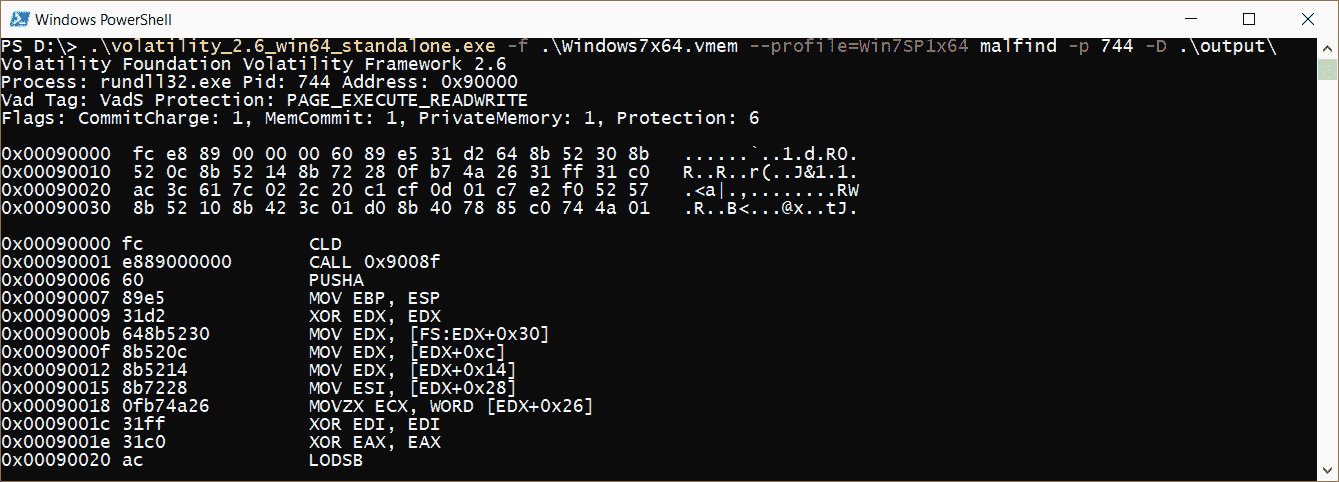 Windows PowerShell
PS D:\> .\volatility_2.6_win64_standalone.exe -f .\Windows7x64.vmem --profile=Win7SP1x64 malfind -p 744 -D .\output\
Volatility Foundation Volatility Framework 2.6
Process: rundll32.exe Pid: 744 Address: 0x90000
Vad Tag: VadS Protection: PAGE_EXECUTE_READWRITE
Flags: CommitCharge: 1, MemCommit: 1, PrivateMemory: 1, Protection: 6
0x00090000  fc e8 89 00 00 00 60 89 e5 31 d2 64 8b 52 30 8b   ......`..1.d.R0.
0x00090010  52 0c 8b 52 14 8b 72 28 0f b7 4a 26 31 ff 31 c0   R..R..r(..J&1.1.
0x00090020  ac 3c 61 7c 02 2c 20 c1 cf 0d 01 c7 e2 f0 52 57   .<a|.,........RW
0x00090030  8b 52 10 8b 42 3c 01 d0 8b 40 78 85 c0 74 4a 01   .R..B<...@x..tJ.
0x00090000 fc               CLD
0x00090001 e889000000       CALL 0x9008f
0x00090006 60               PUSHA
0x00090007 89e5             MOV EBP, ESP
0x00090009 31d2             XOR EDX, EDX
0x0009000b 648b5230         MOV EDX, [FS:EDX+0x30]
0x0009000f 8b520c           MOV EDX, [EDX+0xc]
0x00090012 8b5214           MOV EDX, [EDX+0x14]
0x00090015 8b7228           MOV ESI, [EDX+0x28]
0x00090018 0fb74a26         MOVZX ECX, WORD [EDX+0x26]
0x0009001c 31ff             XOR EDI, EDI
0x0009001e 31c0             XOR EAX, EAX
0x00090020 ac               LODSB